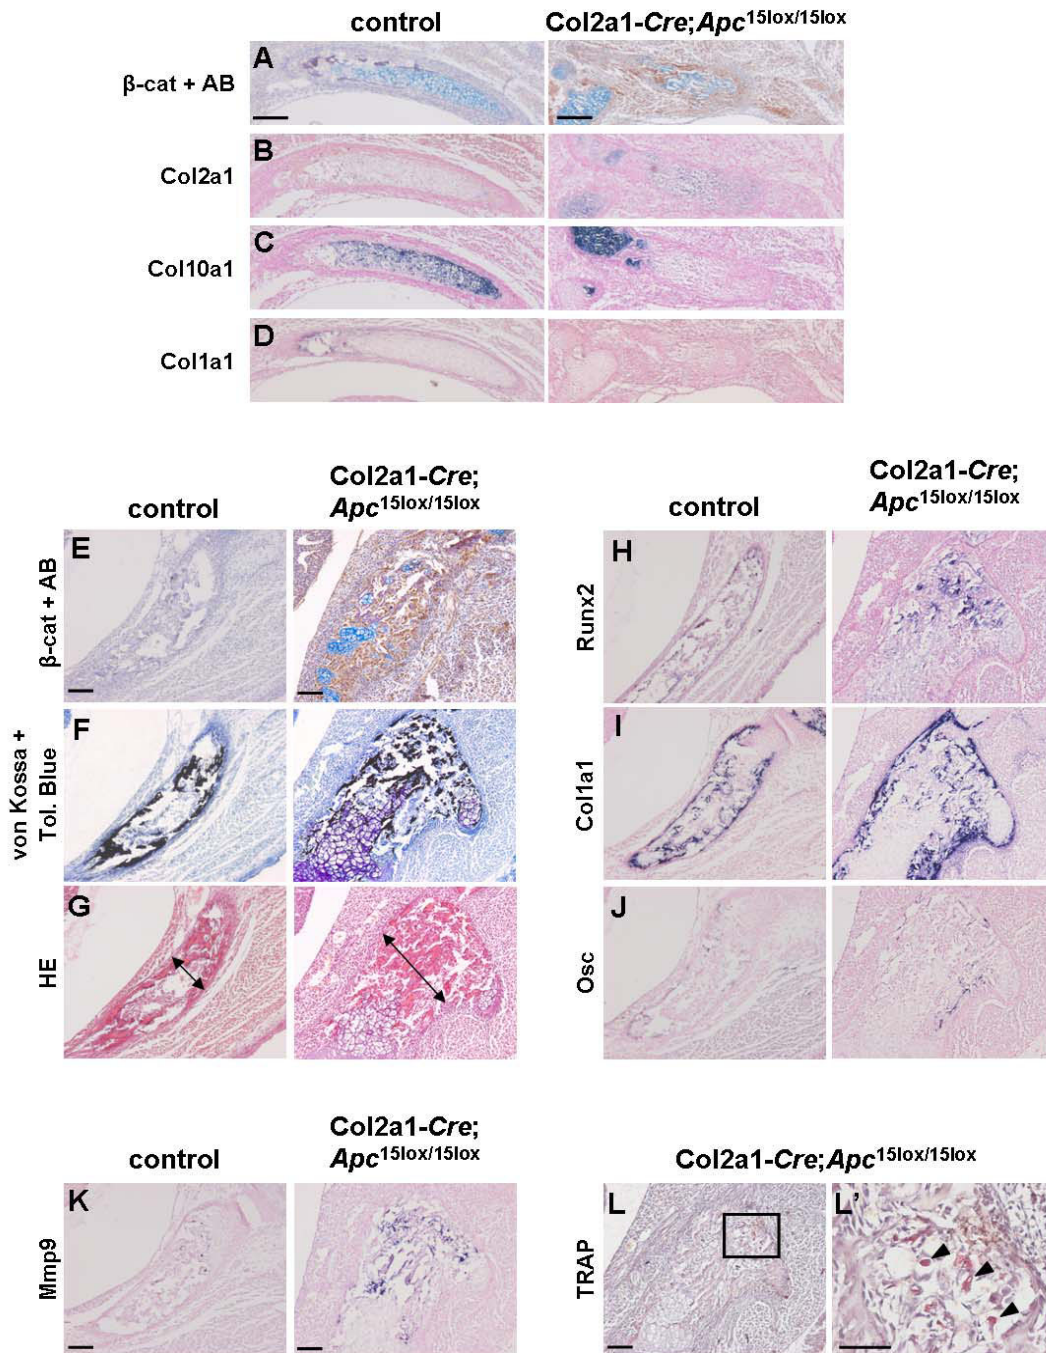 control Col2a1-Cre;Apc15lox/15lox
A
β-cat + AB
B
Col2a1
C
Col10a1
D
Col1a1
control
Col2a1-Cre;
Apc15lox/15lox
E
β-cat + AB
F
von Kossa +
Tol. Blue
G
HE
control
Col2a1-Cre;
Apc15lox/15lox
H
Runx2
I
Col1a1
J
Osc
control
Col2a1-Cre;
Apc15lox/15lox
K
Mmp9
Col2a1-Cre;Apc15lox/15lox
L
L'
TRAP